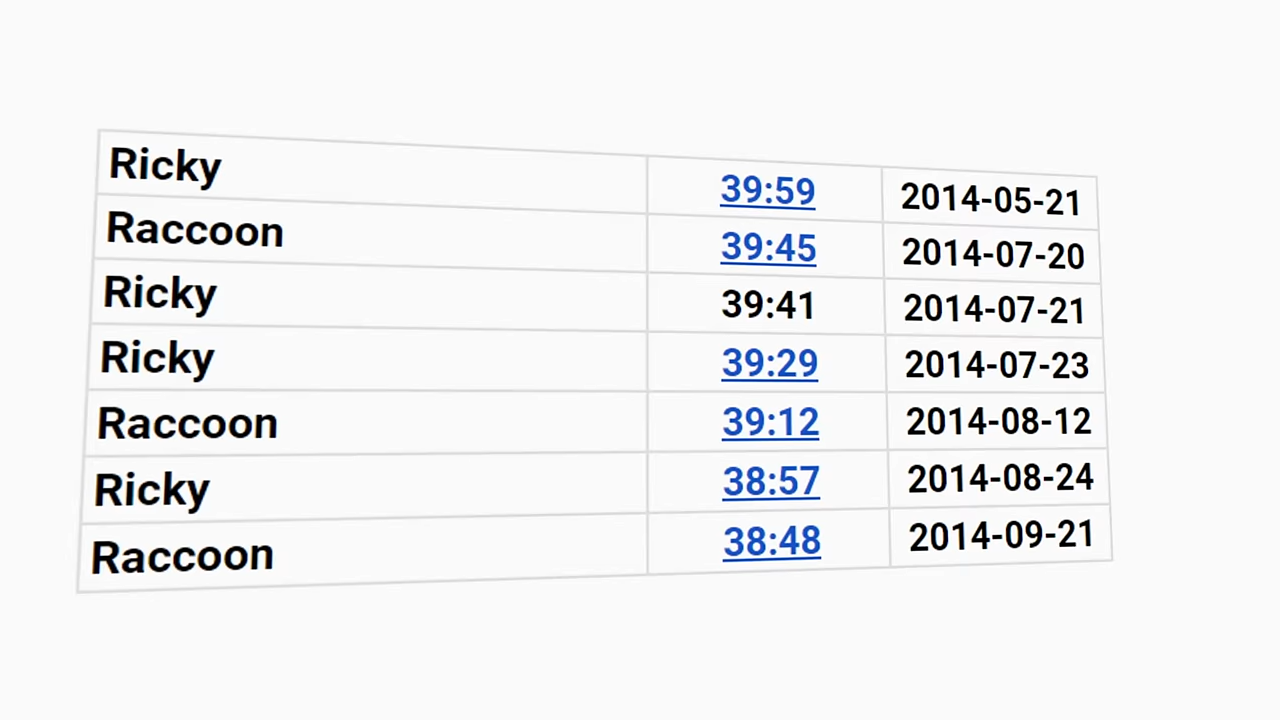 Ricky 39:59 2014-05-21
Raccoon 39:45 2014-07-20
Ricky 39:41 2014-07-21
Ricky 39:29 2014-07-23
Raccoon 39:12 2014-08-12
Ricky 38:57 2014-08-24
Raccoon 38:48 2014-09-21